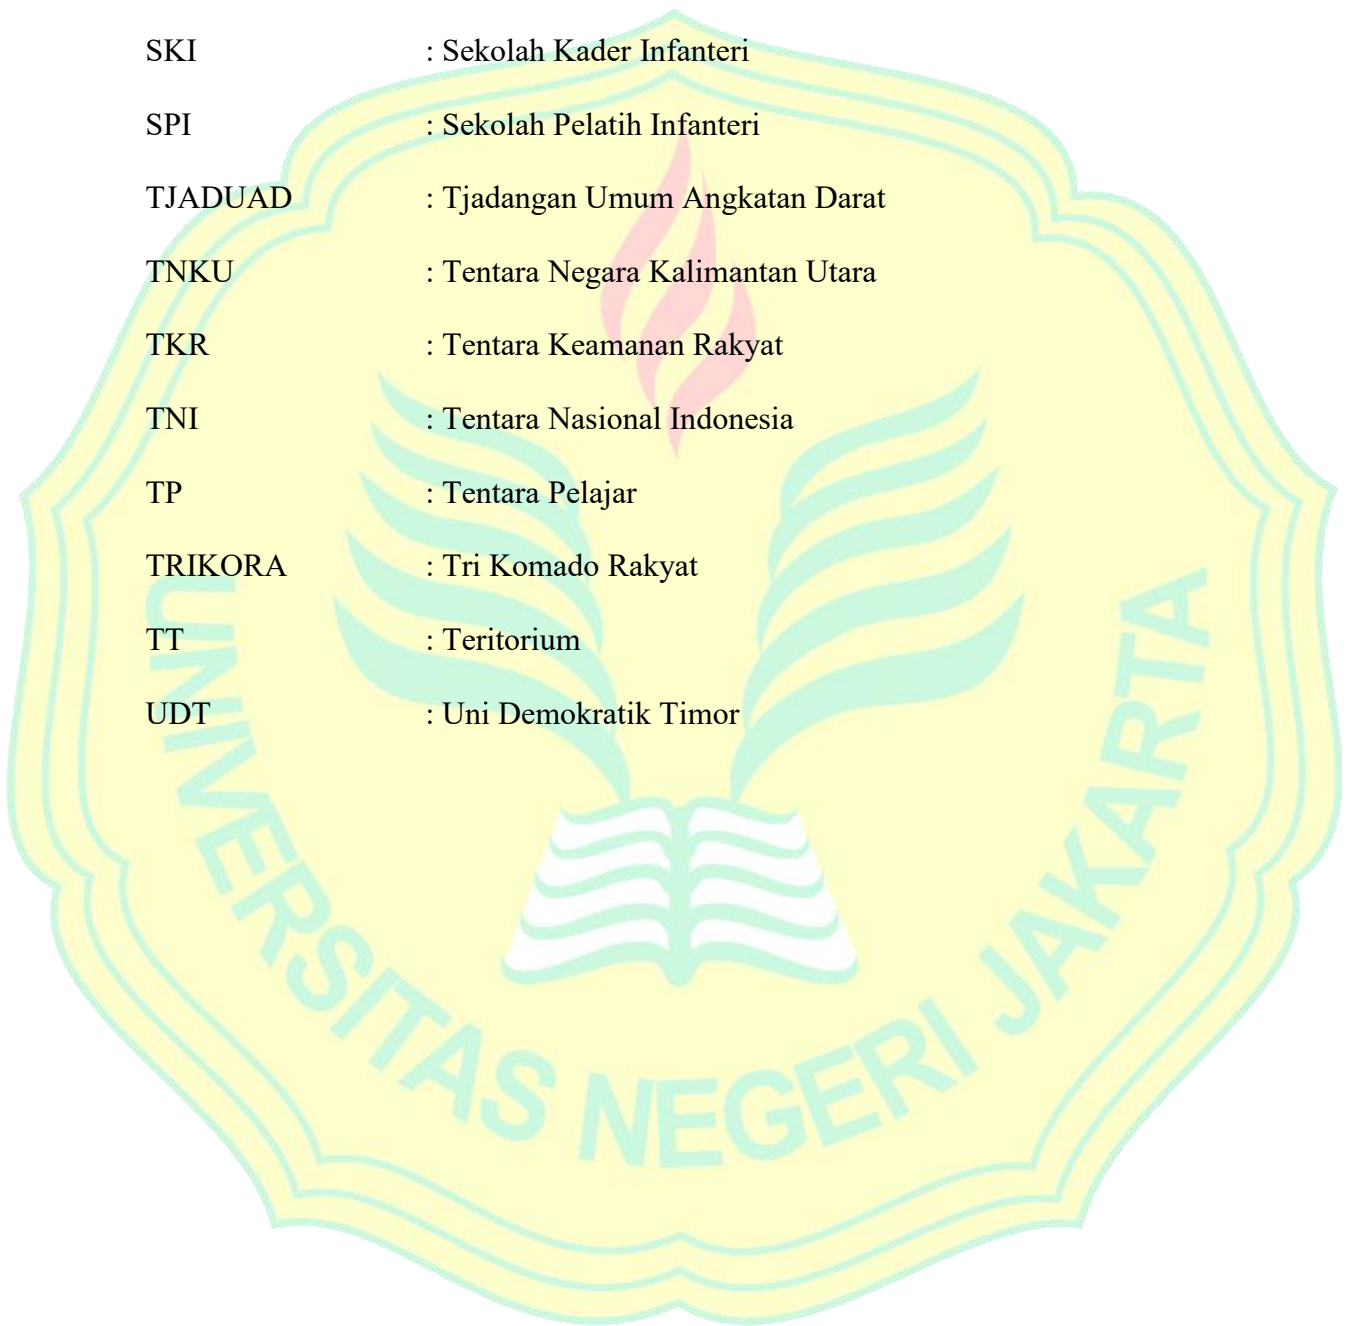 SKI : Sekolah Kader Infanteri
SPI : Sekolah Pelatih Infanteri
TJADUAD : Tjadangan Umum Angkatan Darat
TNKU : Tentara Negara Kalimantan Utara
TKR : Tentara Keamanan Rakyat
TNI : Tentara Nasional Indonesia
TP : Tentara Pelajar
TRIKORA : Tri Komado Rakyat
TT : Teritorium
UDT : Uni Demokratik Timor
UNIVERSITAS NEGERI JAKARTA